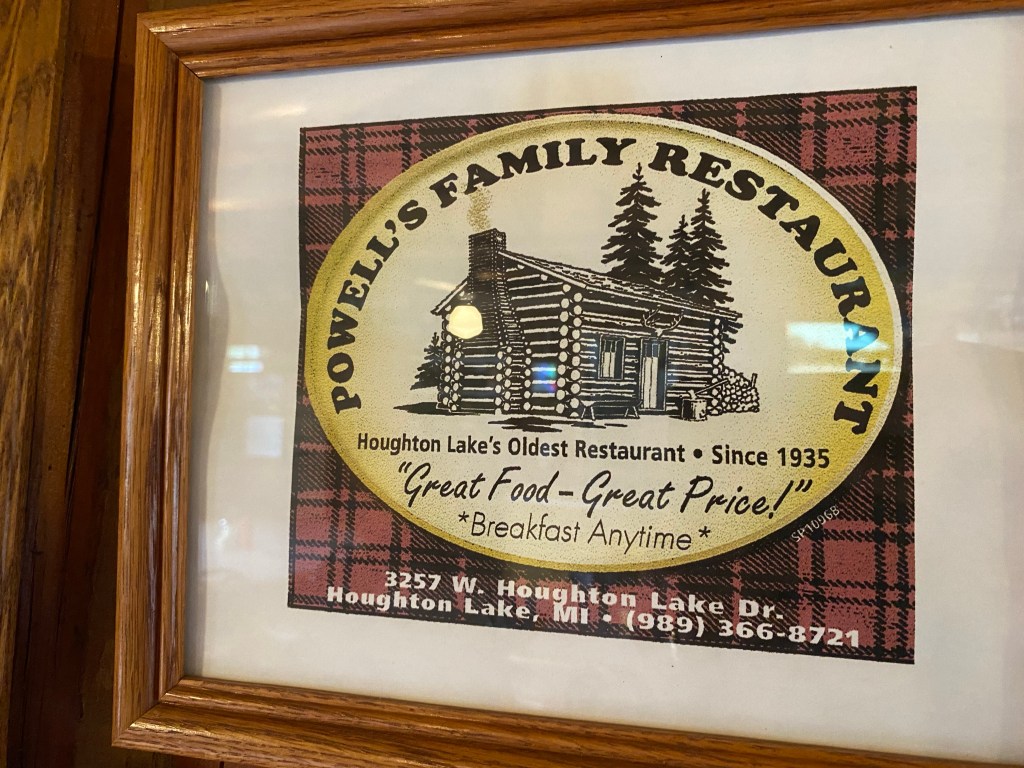 POWELL'S FAMILY RESTAURANT
Houghton Lake's Oldest Restaurant • Since 1935
"Great Food – Great Price!"
*Breakfast Anytime*
SP10968
3257 W. Houghton Lake Dr.
Houghton Lake, MI • (989) 366-8721